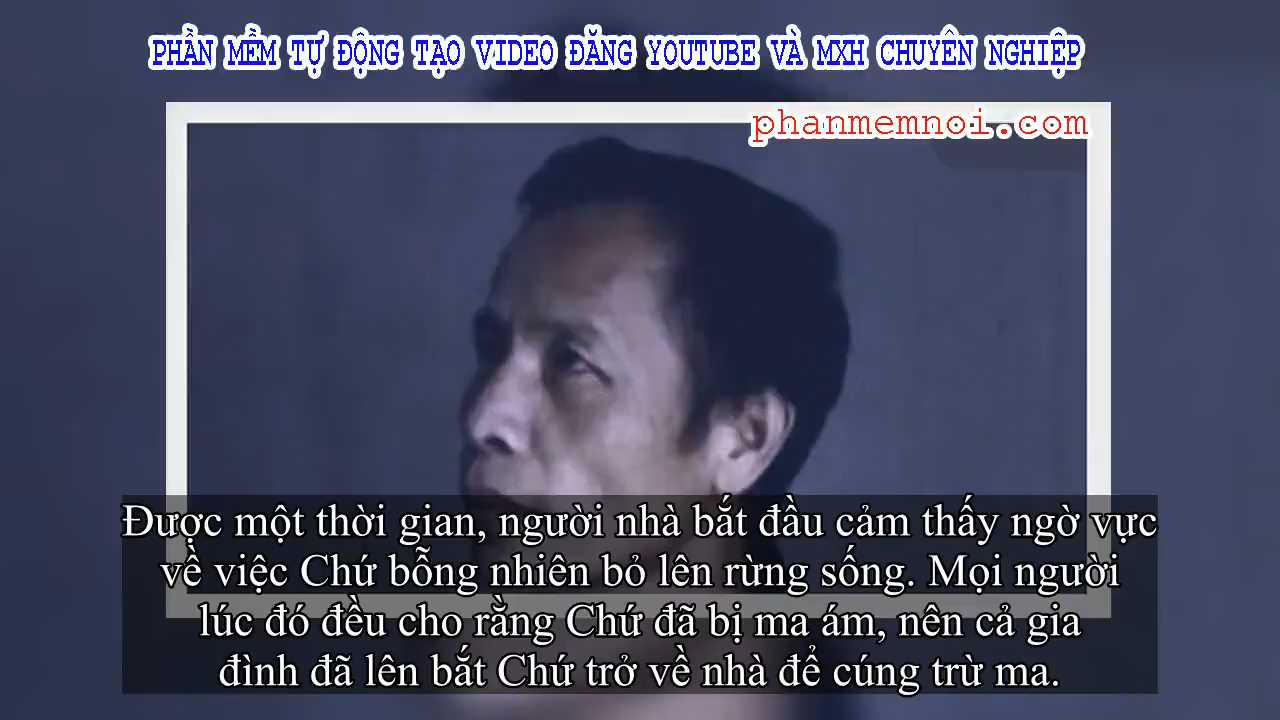 PHẦN MỀM TỰ ĐỘNG TẠO VIDEO ĐĂNG YOUTUBE VÀ MXH CHUYÊN NGHIỆP
phanmemnoi.com
Được một thời gian, người nhà bắt đầu cảm thấy ngờ vực
về việc Chứ bỗng nhiên bỏ lên rừng sống. Mọi người
lúc đó đều cho rằng Chứ đã bị ma ám, nên cả gia
đình đã lên bắt Chứ trở về nhà để cúng trừ ma.